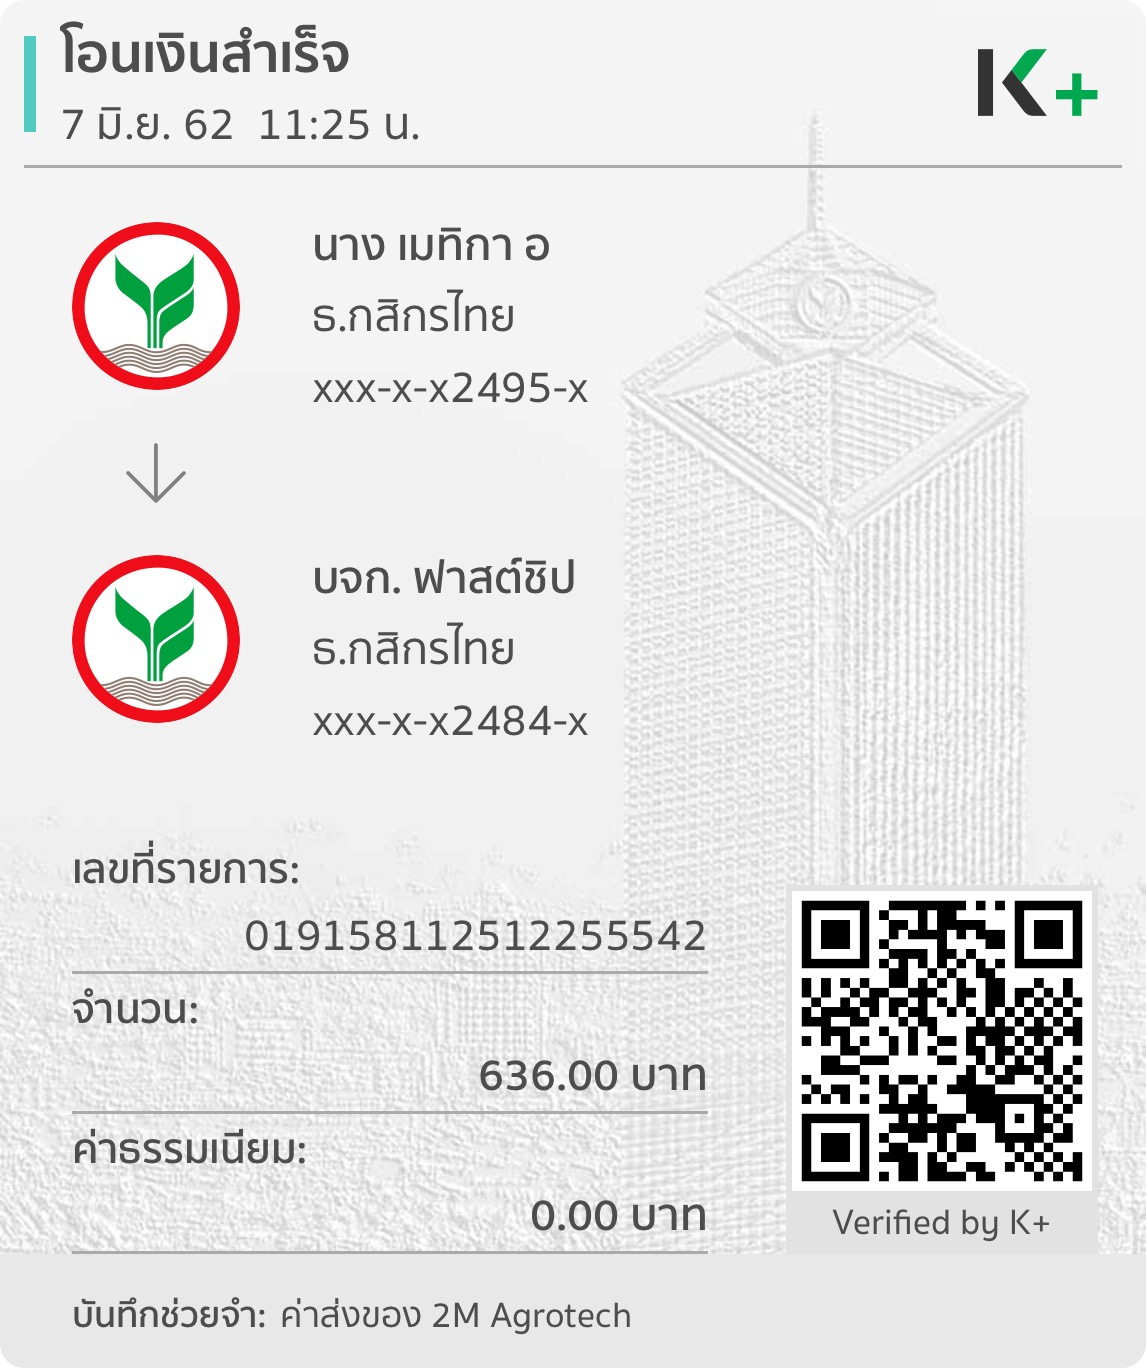 โอนเงินสำเร็จ
7 มิ.ย. 62 11:25 น.
K+
นาง เมทิกา อ
ธ.กสิกรไทย
xxx-x-x2495-x
บจก. ฟาสต์ชิป
ธ.กสิกรไทย
xxx-x-x2484-x
เลขที่รายการ:
019158112512255542
จำนวน:
636.00 บาท
ค่าธรรมเนียม:
0.00 บาท
Verified by K+
บันทึกช่วยจำ: ค่าส่งของ 2M Agrotech